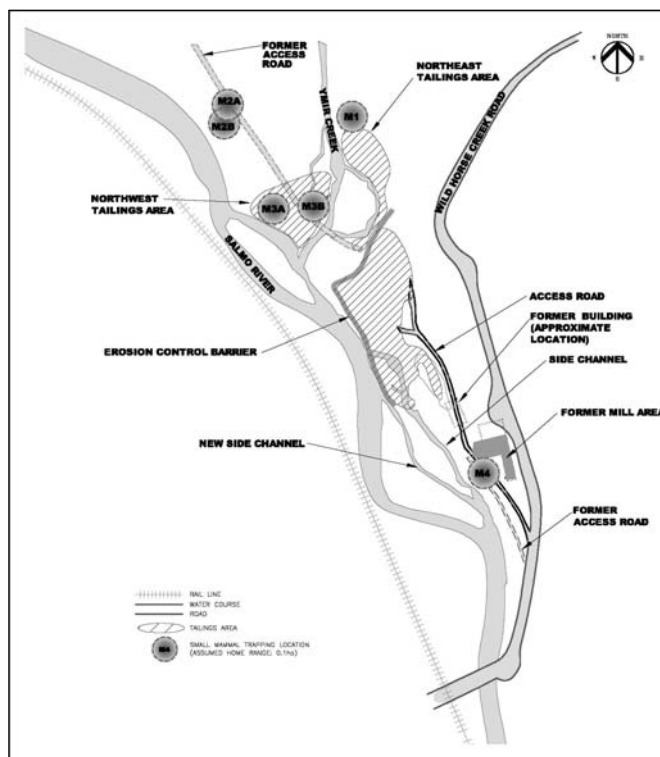 FORMER
ACCESS
ROAD
NORTH
NORTHEAST
TAILINGS AREA
M2A
M2B
M1
YMIR CREEK
WILD HORSE CREEK ROAD
NORTHWEST
TAILINGS AREA
M3A
M3B
SALMO RIVER
ACCESS ROAD
FORMER BUILDING
(APPROXIMATE
LOCATION)
EROSION CONTROL BARRIER
SIDE CHANNEL
FORMER MILL AREA
NEW SIDE CHANNEL
M4
FORMER
ACCESS ROAD
RAIL LINE
WATER COURSE
ROAD
TAILINGS AREA
SMALL MAMMAL TRAPPING LOCATION
(ASSUMED HOME RANGE; 0.1ha)